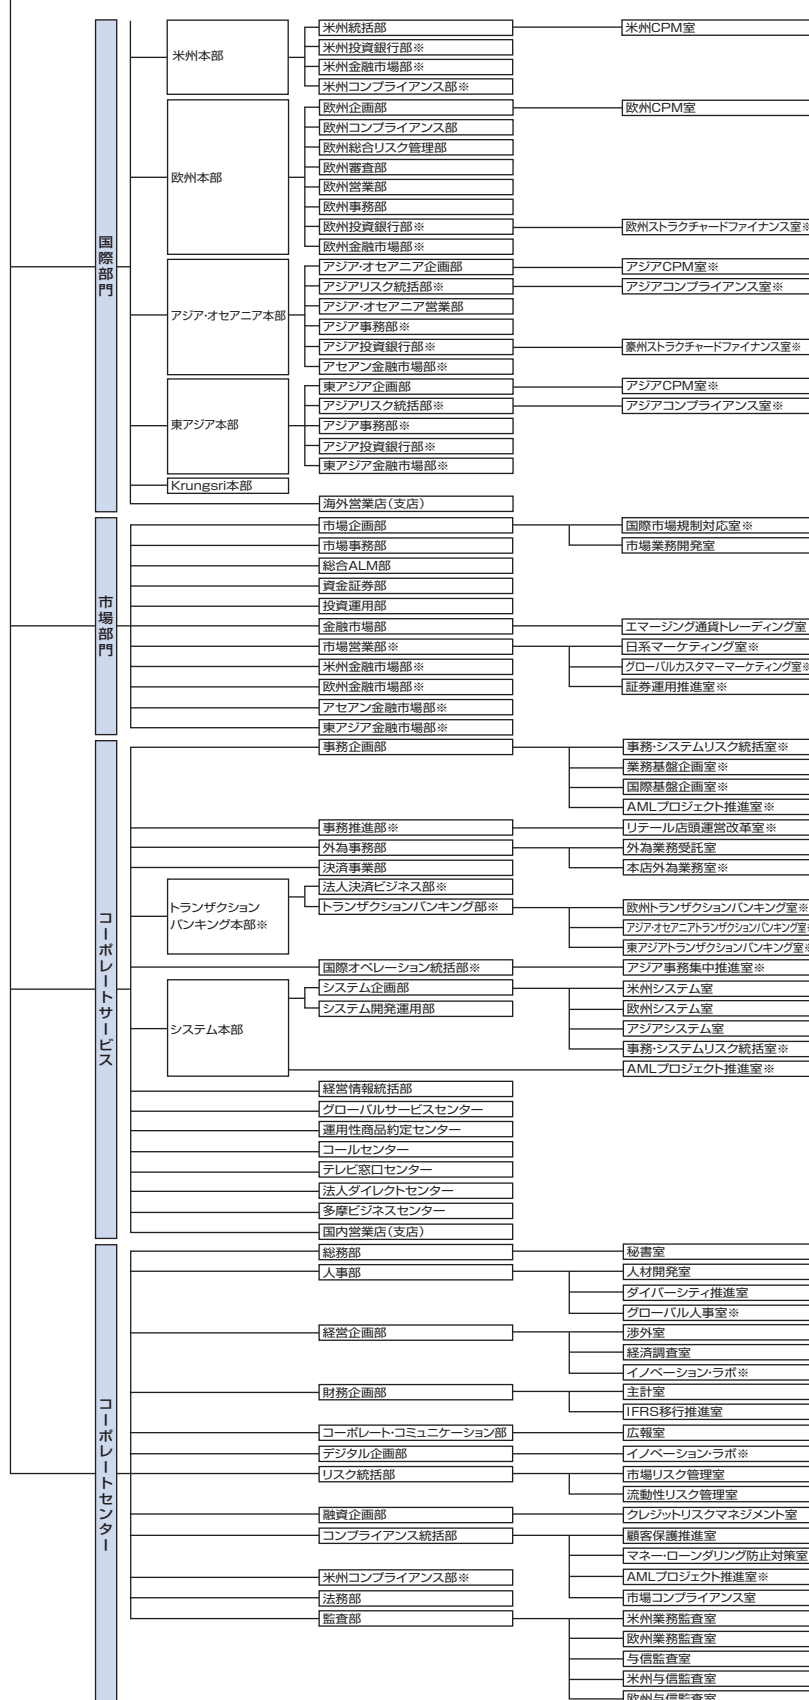 国際部門
米州本部
米州統括部
米州CPM室
米州投資銀行部※
米州金融市場部※
米州コンプライアンス部※
欧州本部
欧州企画部
欧州CPM室
欧州コンプライアンス部
欧州総合リスク管理部
欧州審査部
欧州営業部
欧州事務部
欧州投資銀行部※
欧州ストラクチャードファイナンス室※
欧州金融市場部※
アジア・オセアニア本部
アジア・オセアニア企画部
アジアCPM室※
アジアリスク統括部※
アジアコンプライアンス室※
アジア・オセアニア営業部
アジア事務部※
アジア投資銀行部※
豪州ストラクチャードファイナンス室※
アセアン金融市場部※
東アジア本部
東アジア企画部
アジアCPM室※
アジアリスク統括部※
アジアコンプライアンス室※
アジア事務部※
アジア投資銀行部※
東アジア金融市場部※
Krungsri本部
海外営業店(支店)
市場部門
市場企画部
国際市場規制対応室※
市場業務開発室
市場事務部
総合ALM部
資金証券部
投資運用部
金融市場部
エマージング通貨トレーディング室
市場営業部※
日系マーケティング室※
グローバルカスタマーマーケティング室※
証券運用推進室※
米州金融市場部※
欧州金融市場部※
アセアン金融市場部※
東アジア金融市場部※
コーポレートサービス
事務企画部
事務・システムリスク統括室※
業務基盤企画室※
国際基盤企画室※
AMLプロジェクト推進室※
事務推進部※
リテール店頭運営改革室※
外為事務部
外為業務受託室
本店外為業務室※
決済事業部
トランザクション
バンキング本部※
法人決済ビジネス部※
トランザクションバンキング部※
欧州トランザクションバンキング室※
アジア・オセアニアトランザクションバンキング室※
東アジアトランザクションバンキング室※
国際オペレーション統括部※
アジア事務集中推進室※
システム本部
システム企画部
米州システム室
欧州システム室
アジアシステム室
事務・システムリスク統括室※
システム開発運用部
AMLプロジェクト推進室※
経営情報統括部
グローバルサービスセンター
運用性商品約定センター
コールセンター
テレビ窓口センター
法人ダイレクトセンター
多摩ビジネスセンター
国内営業店(支店)
コーポレートセンター
総務部
秘書室
人事部
人材開発室
ダイバーシティ推進室
グローバル人事室※
経営企画部
渉外室
経済調査室
イノベーション・ラボ※
財務企画部
主計室
IFRS移行推進室
コーポレート・コミュニケーション部
広報室
デジタル企画部
イノベーション・ラボ※
リスク統括部
市場リスク管理室
流動性リスク管理室
融資企画部
クレジットリスクマネジメント室
コンプライアンス統括部
顧客保護推進室
マネー・ローンダリング防止対策室
AMLプロジェクト推進室※
市場コンプライアンス室
米州コンプライアンス部※
法務部
監査部
米州業務監査室
欧州業務監査室
与信監査室
米州与信監査室
欧州与信監査室